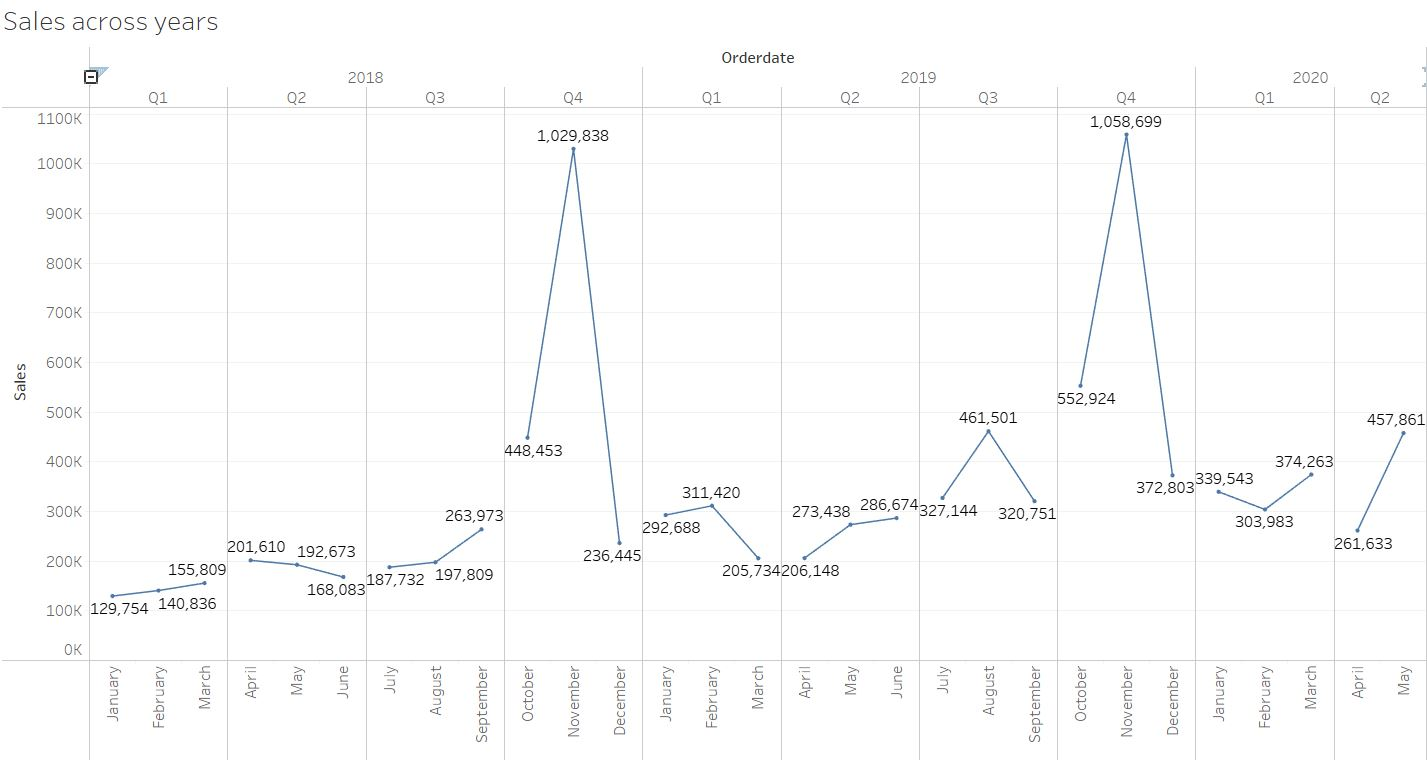 Sales across years
Orderdate
2018 2019 2020
Q1 Q2 Q3 Q4 Q1 Q2 Q3 Q4 Q1 Q2
1100K
1,058,699
1,029,838
1000K
900K
800K
700K
600K
552,924
500K
461,501
457,861
448,453
400K
374,263
372,803
339,543
327,144
320,751
311,420
303,983
300K
292,688
286,674
273,438
263,973
261,633
236,445
206,148
205,734
201,610
200K
197,809
192,673
187,732
168,083
155,809
140,836
129,754
100K
0K
Sales
January February March April May June July August September October November December January February March April May June July August September October November December January February March April May